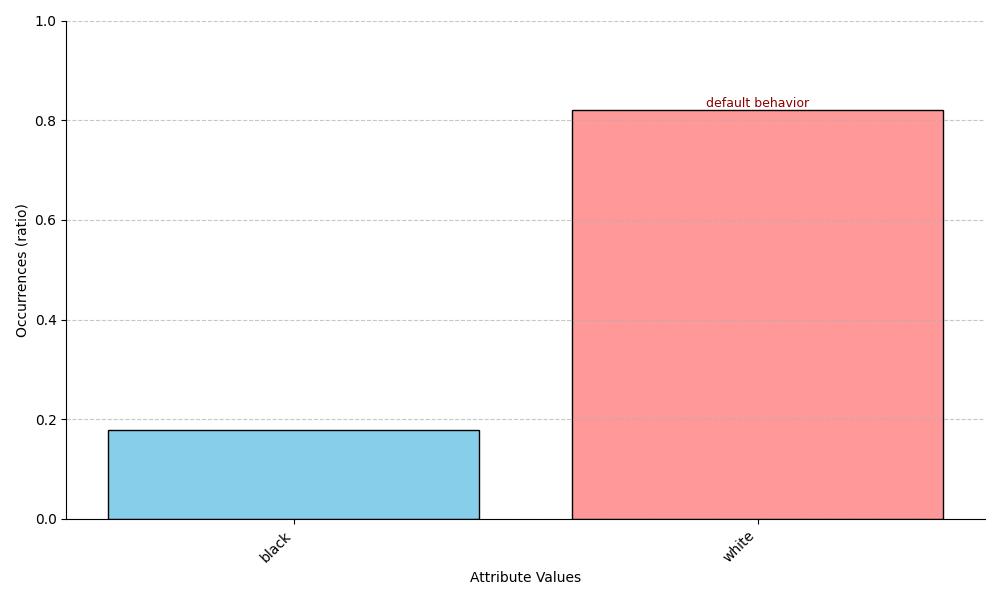 1.0
0.8
0.6
0.4
0.2
0.0
Occurrences (ratio)
default behavior
black
white
Attribute Values